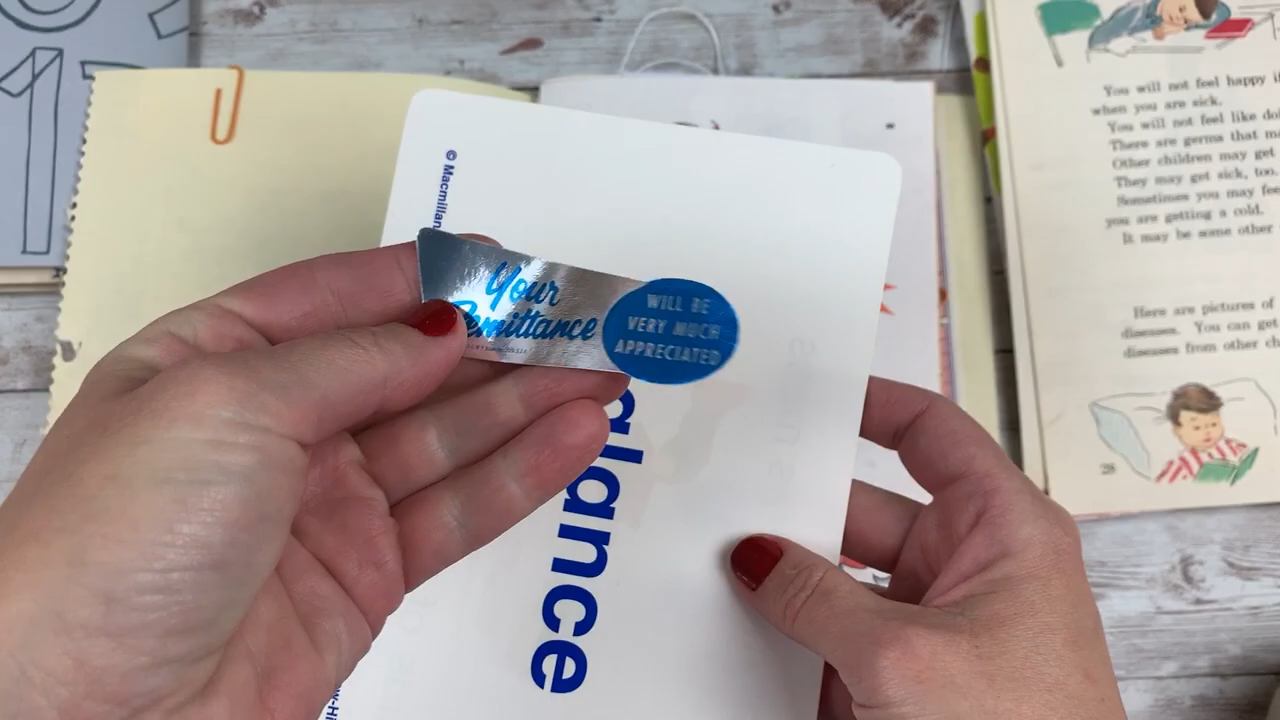 © Macmillan
w-Hi
lance
Your
Remittance
WILL BE
VERY MUCH
APPRECIATED
You will not feel happy if
when you are sick.
You will not feel like do
There are germs that m
Other children may get
They may get sick, too.
Sometimes you may fee
you are getting a cold.
It may be some other
Here are pictures of
diseases. You can get
diseases from other ch
28